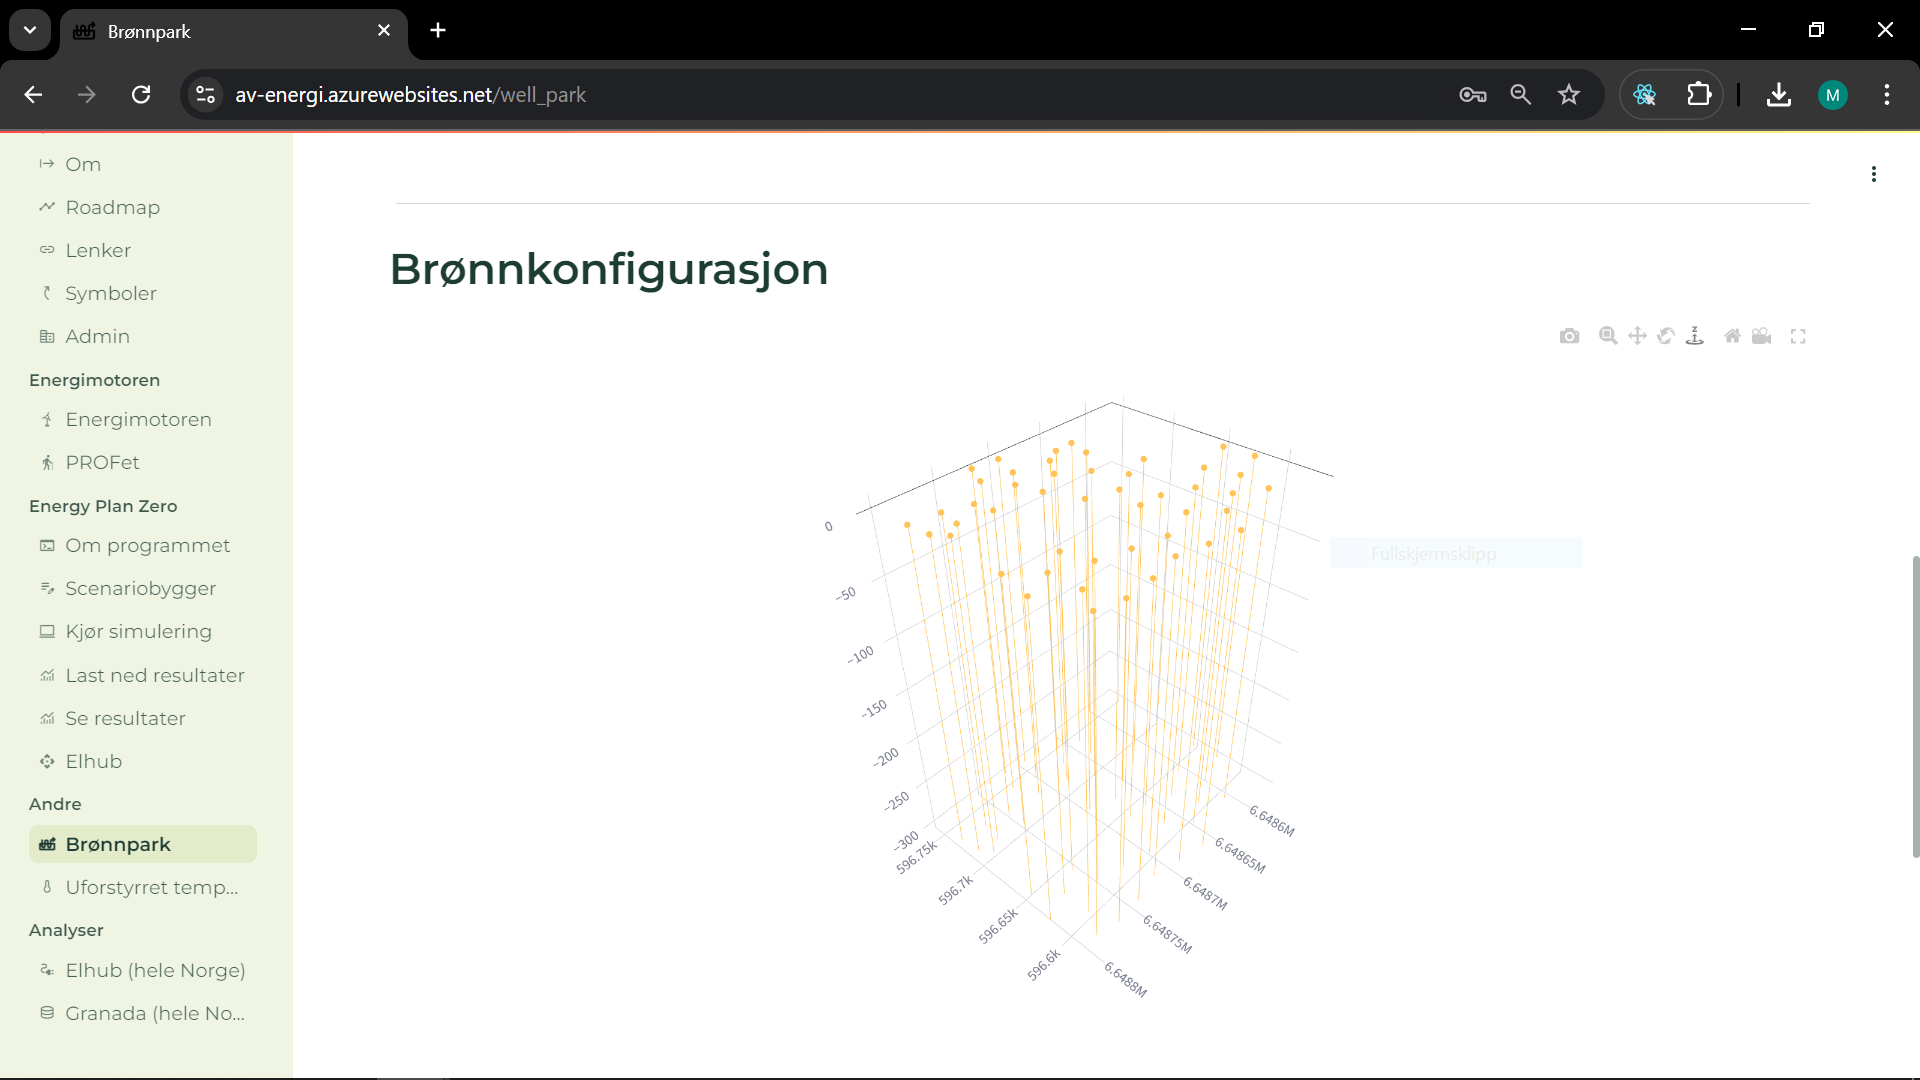 Brønnpark
av-energi.azurewebsites.net/well_park
M
Om
Roadmap
Lenker
Symboler
Admin
Energimotoren
Energimotoren
PROFet
Energy Plan Zero
Om programmet
Scenariobygger
Kjør simulering
Last ned resultater
Se resultater
Elhub
Andre
Brønnpark
Uforstyrret temp...
Analyser
Elhub (hele Norge)
Granada (hele No...
Brønnkonfigurasjon
Z
Fullskjermsklipp
0
−50
−100
−150
−200
−250
−300
596.75k
596.7k
596.65k
596.6k
6.6486M
6.64865M
6.6487M
6.64875M
6.6488M